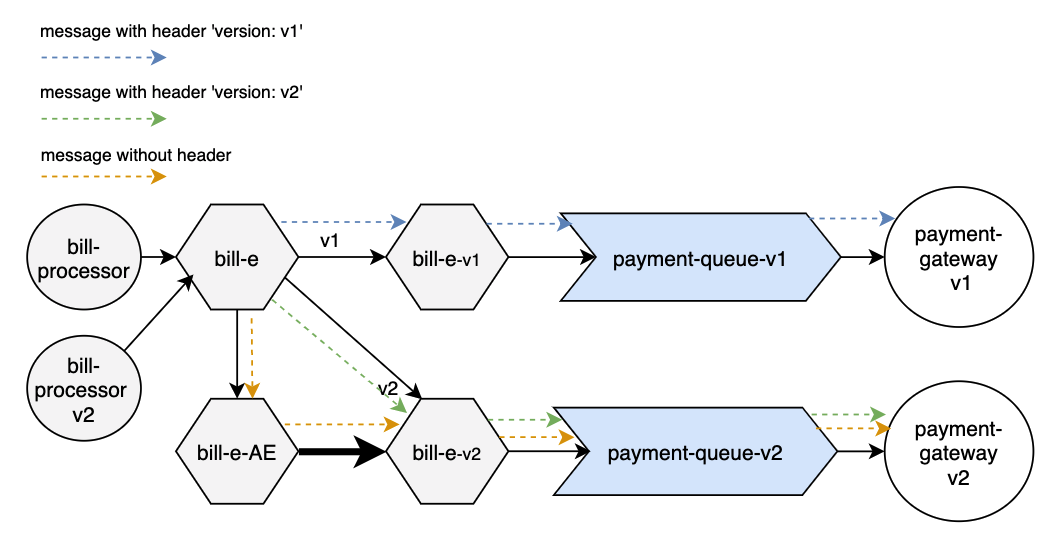 message with header 'version: v1'
message with header 'version: v2'
message without header
bill-
processor
bill-e
v1
bill-e-v1
payment-queue-v1
payment-
gateway
v1
bill-
processor
v2
v2
bill-e-AE
bill-e-v2
payment-queue-v2
payment-
gateway
v2